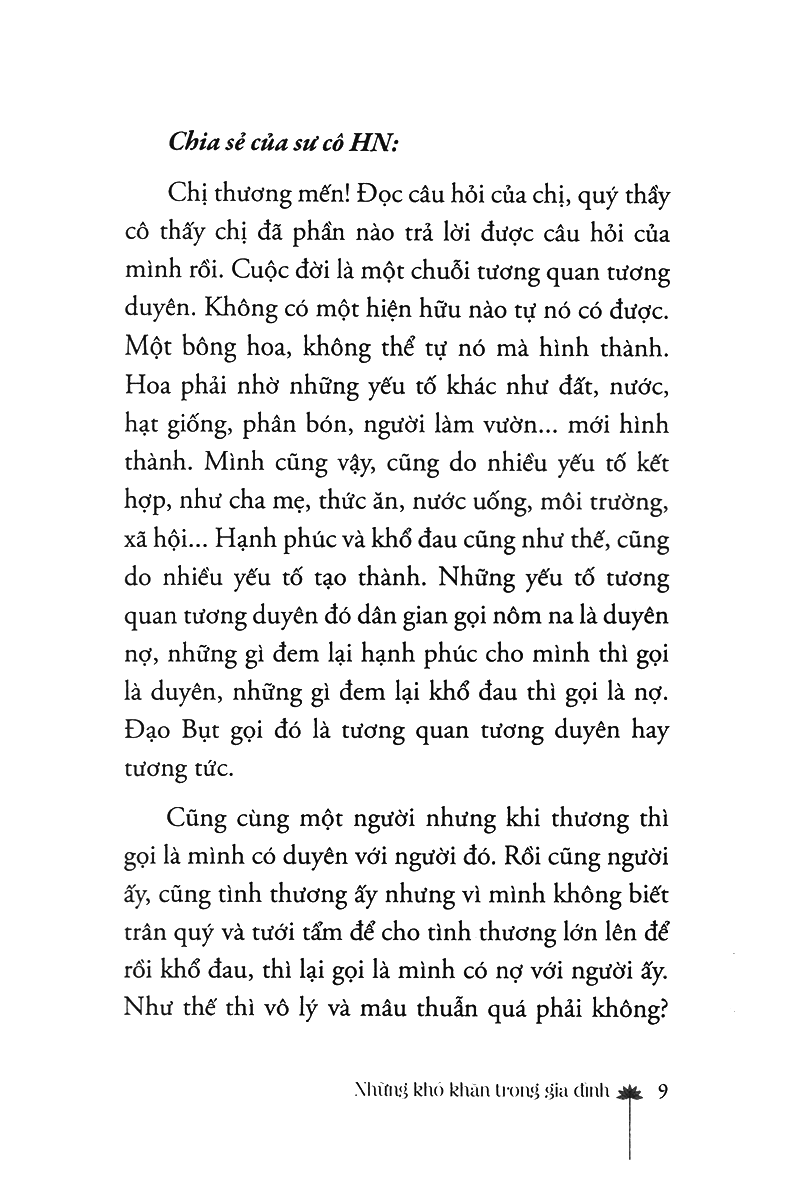 Chia sẻ của sư cô HN:
Chị thương mến! Đọc câu hỏi của chị, quý thầy
cô thấy chị đã phần nào trả lời được câu hỏi của
mình rồi. Cuộc đời là một chuỗi tương quan tương
duyên. Không có một hiện hữu nào tự nó có được.
Một bông hoa, không thể tự nó mà hình thành.
Hoa phải nhờ những yếu tố khác như đất, nước,
hạt giống, phân bón, người làm vườn... mới hình
thành. Mình cũng vậy, cũng do nhiều yếu tố kết
hợp, như cha mẹ, thức ăn, nước uống, môi trường,
xã hội... Hạnh phúc và khổ đau cũng như thế, cũng
do nhiều yếu tố tạo thành. Những yếu tố tương
quan tương duyên đó dân gian gọi nôm na là duyên
nợ, những gì đem lại hạnh phúc cho mình thì gọi
là duyên, những gì đem lại khổ đau thì gọi là nợ.
Đạo Bụt gọi đó là tương quan tương duyên hay
tương tức.
Cũng cùng một người nhưng khi thương thì
gọi là mình có duyên với người đó. Rồi cũng người
ấy, cũng tình thương ấy nhưng vì mình không biết
trân quý và tưới tẩm để cho tình thương lớn lên để
rồi khổ đau, thì lại gọi là mình có nợ với người ấy.
Như thế thì vô lý và mâu thuẫn quá phải không?
Những khó khăn trong gia đình 9